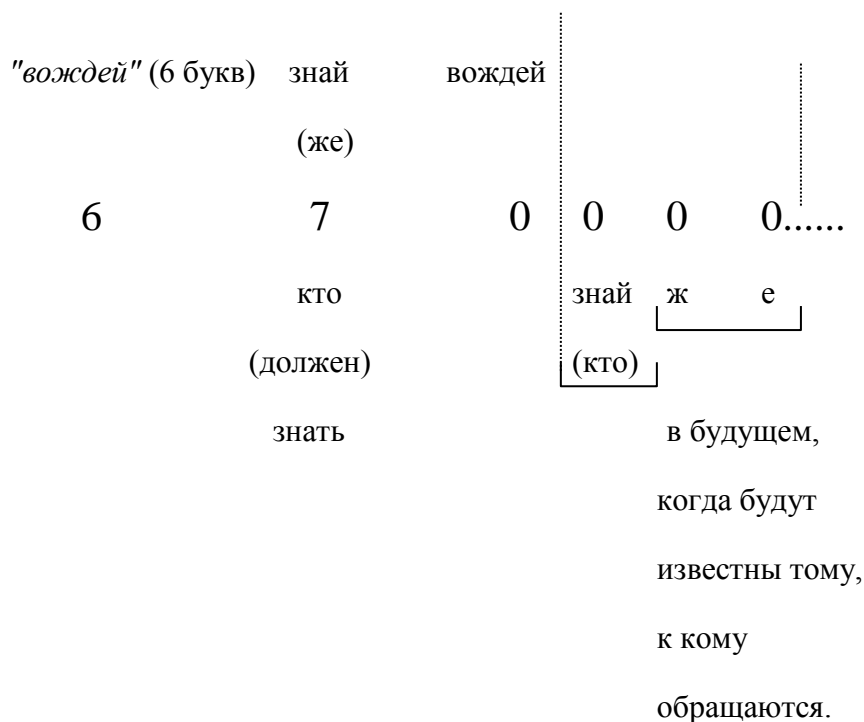 "вождей" (6 букв) знай вождей
(же)
6 7 0 0 0 0......
кто знай ж е
(должен) (кто)
знать в будущем,
когда будут
известны тому,
к кому
обращаются.